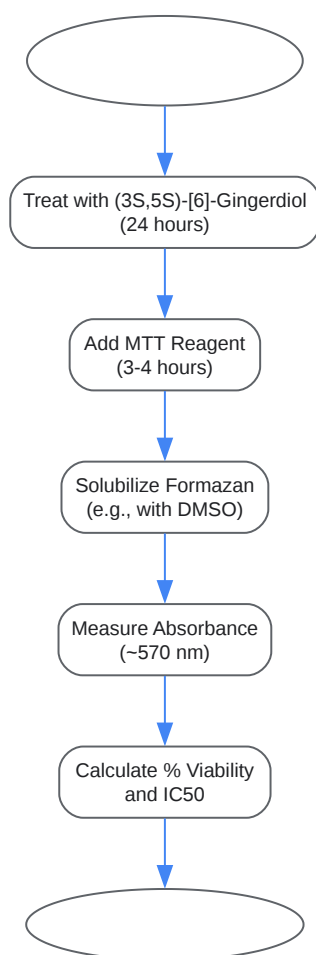 Treat with (3S,5S)-[6]-Gingerdiol
(24 hours)
Add MTT Reagent
(3-4 hours)
Solubilize Formazan
(e.g., with DMSO)
Measure Absorbance
(~570 nm)
Calculate % Viability
and IC50